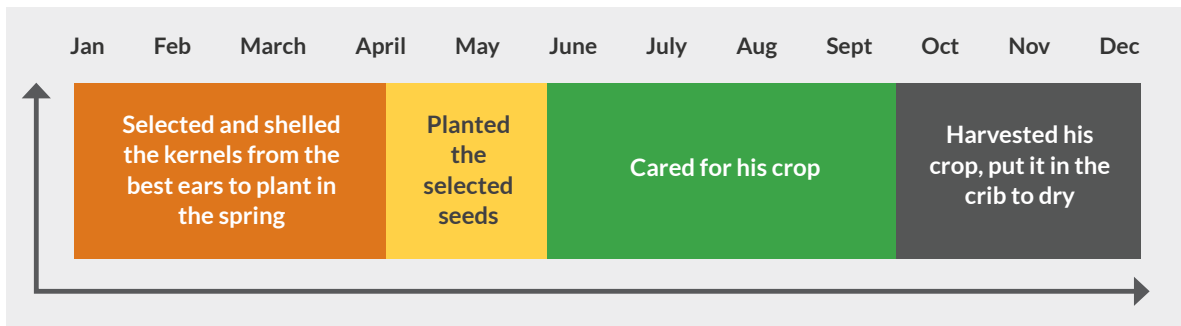 Jan Feb March April May June July Aug Sept Oct Nov Dec
Selected and shelled
the kernels from the
best ears to plant in
the spring
Planted
the
selected
seeds
Cared for his crop
Harvested his
crop, put it in the
crib to dry